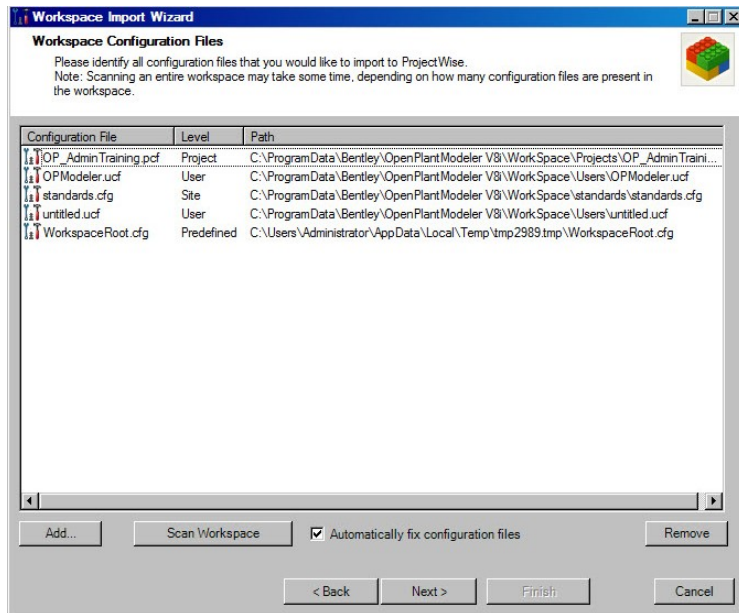 Workspace Import Wizard
Workspace Configuration Files
Please identify all configuration files that you would like to import to ProjectWise.
Note: Scanning an entire workspace may take some time, depending on how many configuration files are present in
the workspace.
Configuration File Level Path
OP_AdminTraining.pcf Project C:\ProgramData\Bentley\OpenPlantModeler V8i\WorkSpace\Projects\OP_AdminTraini...
OPModeler.ucf User C:\ProgramData\Bentley\OpenPlantModeler V8i\WorkSpace\Users\OPModeler.ucf
standards.cfg Site C:\ProgramData\Bentley\OpenPlantModeler V8i\WorkSpace\standards\standards.cfg
untitled.ucf User C:\ProgramData\Bentley\OpenPlantModeler V8i\WorkSpace\Users\untitled.ucf
WorkspaceRoot.cfg Predefined C:\Users\Administrator\AppData\Local\Temp\tmp2989.tmp\WorkspaceRoot.cfg
Add... Scan Workspace Automatically fix configuration files Remove
< Back Next > Finish Cancel